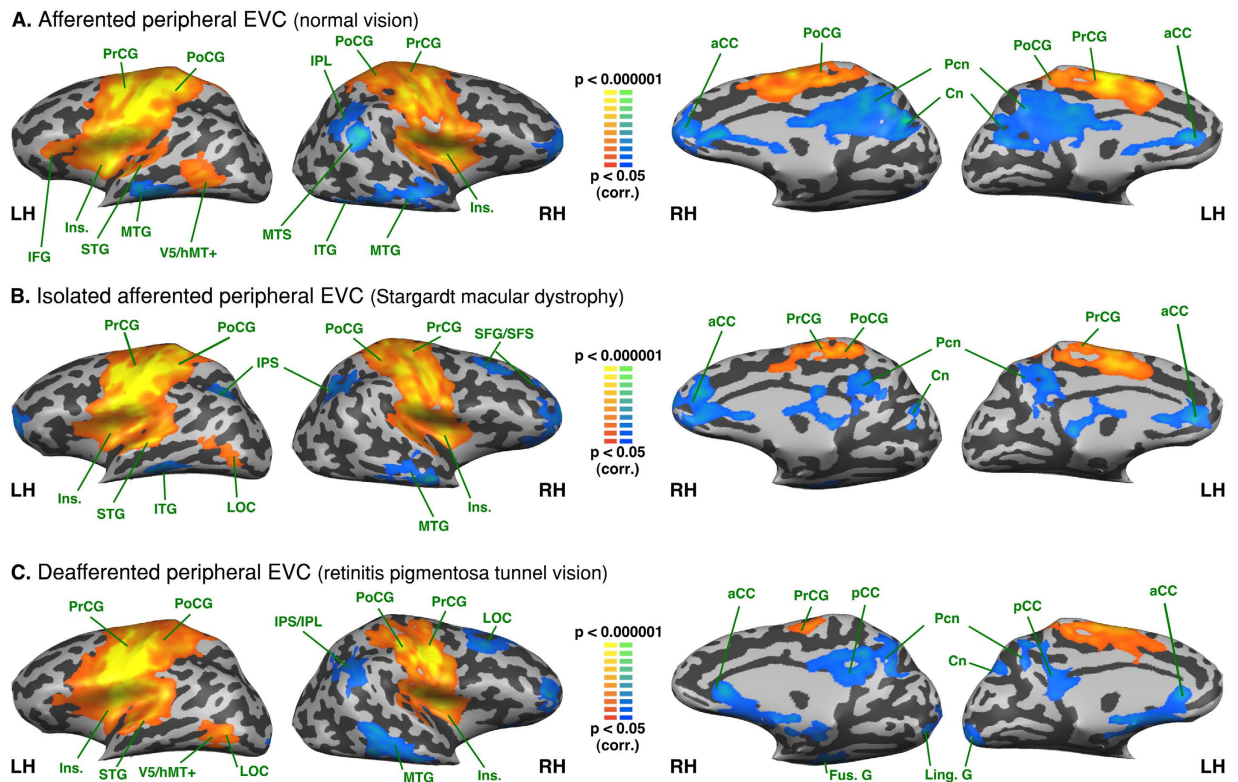 A. Afferented peripheral EVC (normal vision)
PrCG
PoCG
IFG
Ins.
STG
MTG
V5/hMT+
LH
IPL
PoCG
PrCG
MTS
ITG
MTG
Ins.
RH
p < 0.000001
p < 0.05
(corr.)
aCC
PoCG
Pcn
Cn
RH
PoCG
PrCG
aCC
LH
B. Isolated afferented peripheral EVC (Stargardt macular dystrophy)
PrCG
PoCG
IPS
Ins.
STG
ITG
LOC
LH
PoCG
PrCG
SFG/SFS
MTG
Ins.
RH
p < 0.000001
p < 0.05
(corr.)
aCC
PrCG
PoCG
Pcn
Cn
RH
PrCG
aCC
LH
C. Deafferented peripheral EVC (retinitis pigmentosa tunnel vision)
PrCG
PoCG
Ins.
STG
V5/hMT+
LOC
LH
IPS/IPL
PoCG
PrCG
LOC
MTG
Ins.
RH
p < 0.000001
p < 0.05
(corr.)
aCC
PrCG
pCC
Pcn
Cn
Fus. G
Ling. G
RH
pCC
aCC
LH